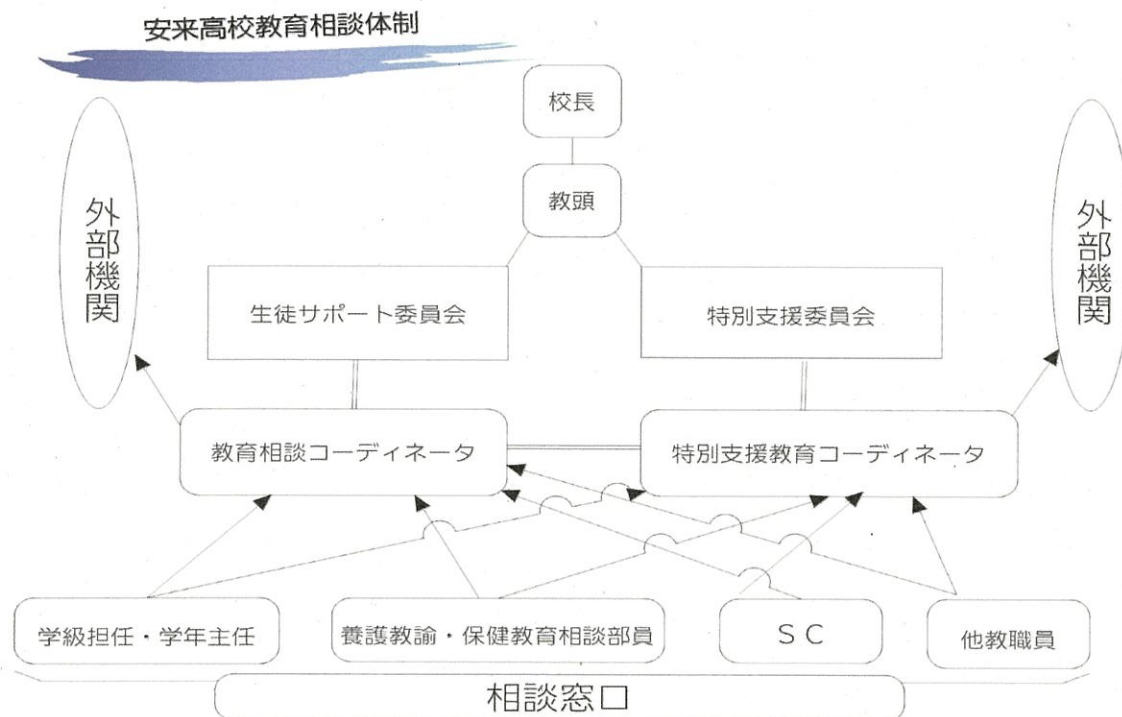 安来高校教育相談体制
校長
教頭
外部機関
外部機関
生徒サポート委員会
特別支援委員会
教育相談コーディネータ
特別支援教育コーディネータ
学級担任・学年主任
養護教諭・保健教育相談部員
ＳＣ
他教職員
相談窓口